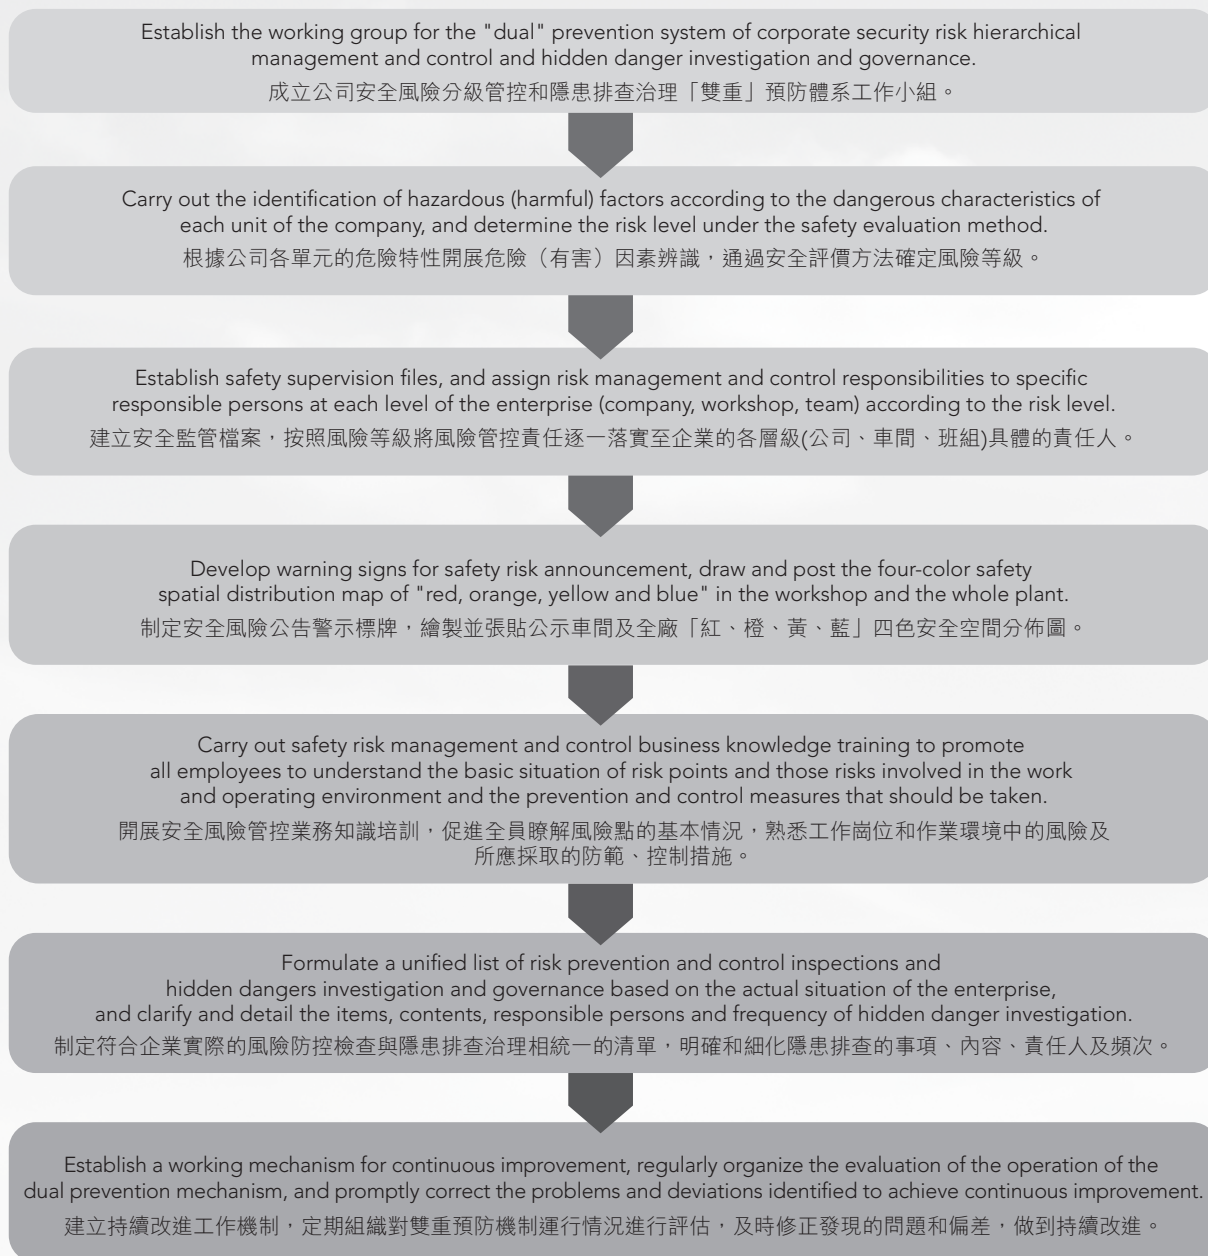 Establish the working group for the "dual" prevention system of corporate security risk hierarchical
management and control and hidden danger investigation and governance.
成立公司安全風險分級管控和隱患排查治理「雙重」預防體系工作小組。
Carry out the identification of hazardous (harmful) factors according to the dangerous characteristics of
each unit of the company, and determine the risk level under the safety evaluation method.
根據公司各單元的危險特性開展危險（有害）因素辨識，通過安全評價方法確定風險等級。
Establish safety supervision files, and assign risk management and control responsibilities to specific
responsible persons at each level of the enterprise (company, workshop, team) according to the risk level.
建立安全監管檔案，按照風險等級將風險管控責任逐一落實至企業的各層級(公司、車間、班組)具體的責任人。
Develop warning signs for safety risk announcement, draw and post the four-color safety
spatial distribution map of "red, orange, yellow and blue" in the workshop and the whole plant.
制定安全風險公告警示標牌，繪製並張貼公示車間及全廠「紅、橙、黃、藍」四色安全空間分佈圖。
Carry out safety risk management and control business knowledge training to promote
all employees to understand the basic situation of risk points and those risks involved in the work
and operating environment and the prevention and control measures that should be taken.
開展安全風險管控業務知識培訓，促進全員瞭解風險點的基本情況，熟悉工作崗位和作業環境中的風險及
所應採取的防範、控制措施。
Formulate a unified list of risk prevention and control inspections and
hidden dangers investigation and governance based on the actual situation of the enterprise,
and clarify and detail the items, contents, responsible persons and frequency of hidden danger investigation.
制定符合企業實際的風險防控檢查與隱患排查治理相統一的清單，明確和細化隱患排查的事項、內容、責任人及頻次。
Establish a working mechanism for continuous improvement, regularly organize the evaluation of the operation of the
dual prevention mechanism, and promptly correct the problems and deviations identified to achieve continuous improvement.
建立持續改進工作機制，定期組織對雙重預防機制運行情況進行評估，及時修正發現的問題和偏差，做到持續改進。